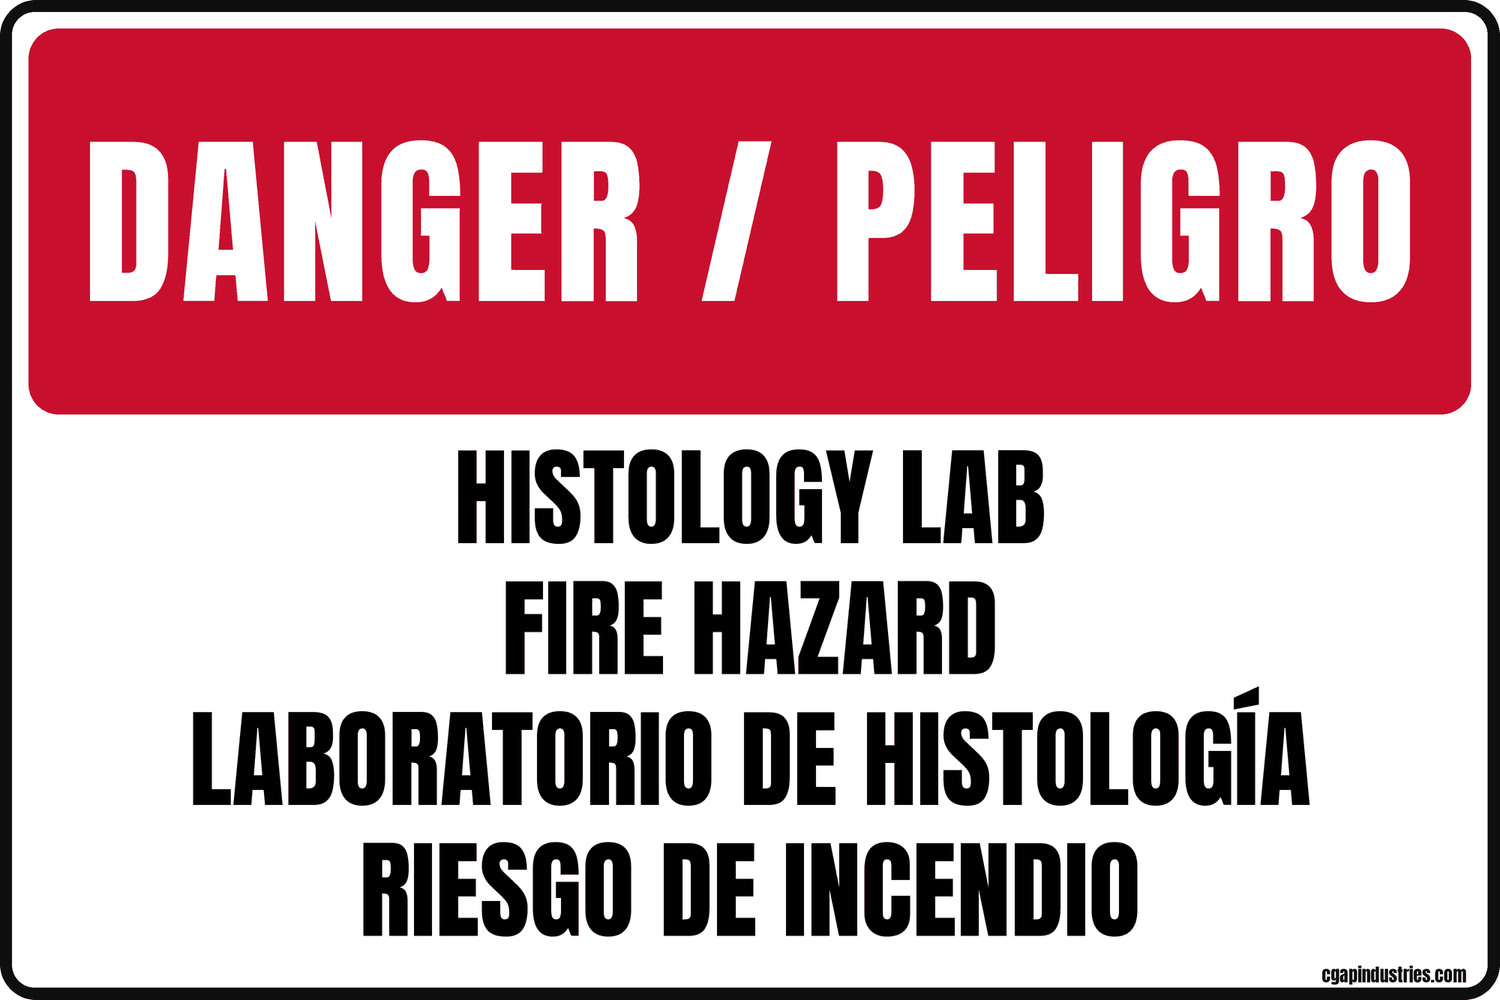 DANGER / PELIGRO
HISTOLOGY LAB
FIRE HAZARD
LABORATORIO DE HISTOLOGÍA
RIESGO DE INCENDIO
cgapindustries.com